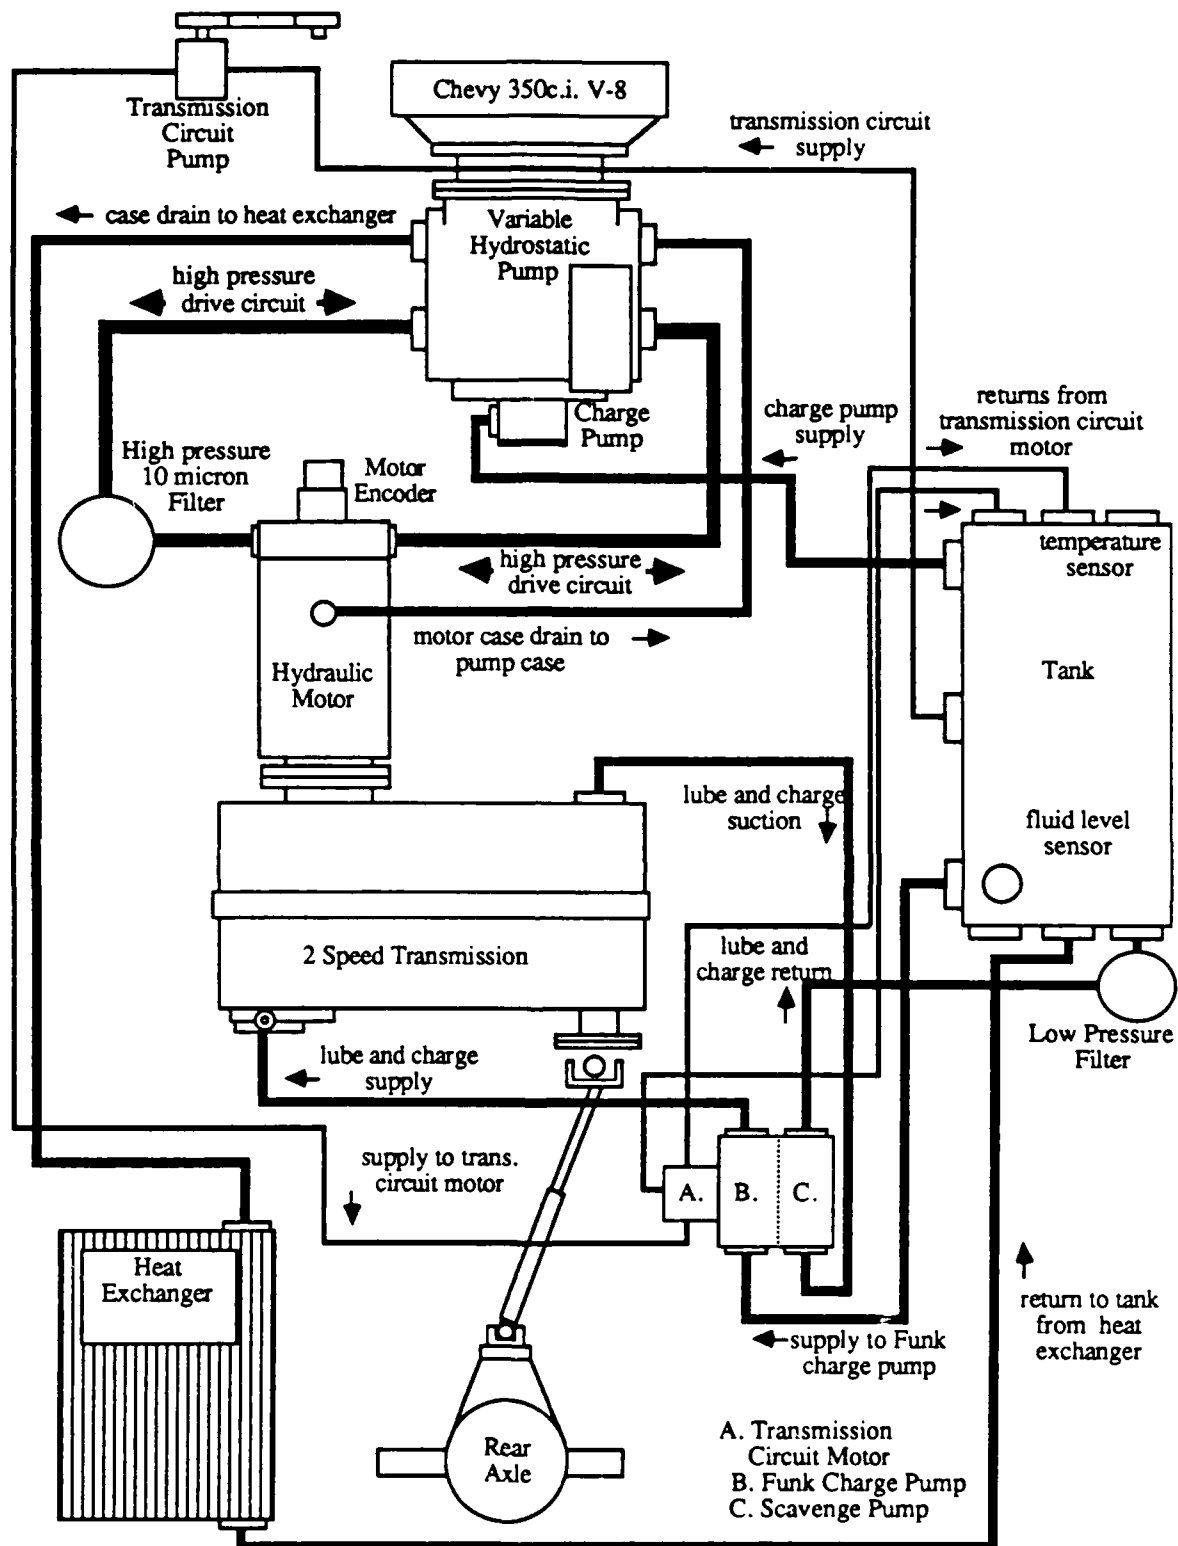 Chevy 350c.i. V-8
Transmission
Circuit
Pump
transmission circuit
supply
case drain to heat exchanger
Variable
Hydrostatic
Pump
high pressure
drive circuit
Charge
Pump
charge pump
supply
returns from
transmission circuit
motor
High pressure
10 micron
Filter
Motor
Encoder
temperature
sensor
high pressure
drive circuit
motor case drain to
pump case
Hydraulic
Motor
Tank
lube and charge
suction
fluid level
sensor
2 Speed Transmission
lube and
charge return
Low Pressure
Filter
lube and charge
supply
supply to trans.
circuit motor
A.
B.
C.
Heat
Exchanger
return to tank
from heat
exchanger
supply to Funk
charge pump
Rear
Axle
A. Transmission
Circuit Motor
B. Funk Charge Pump
C. Scavenge Pump